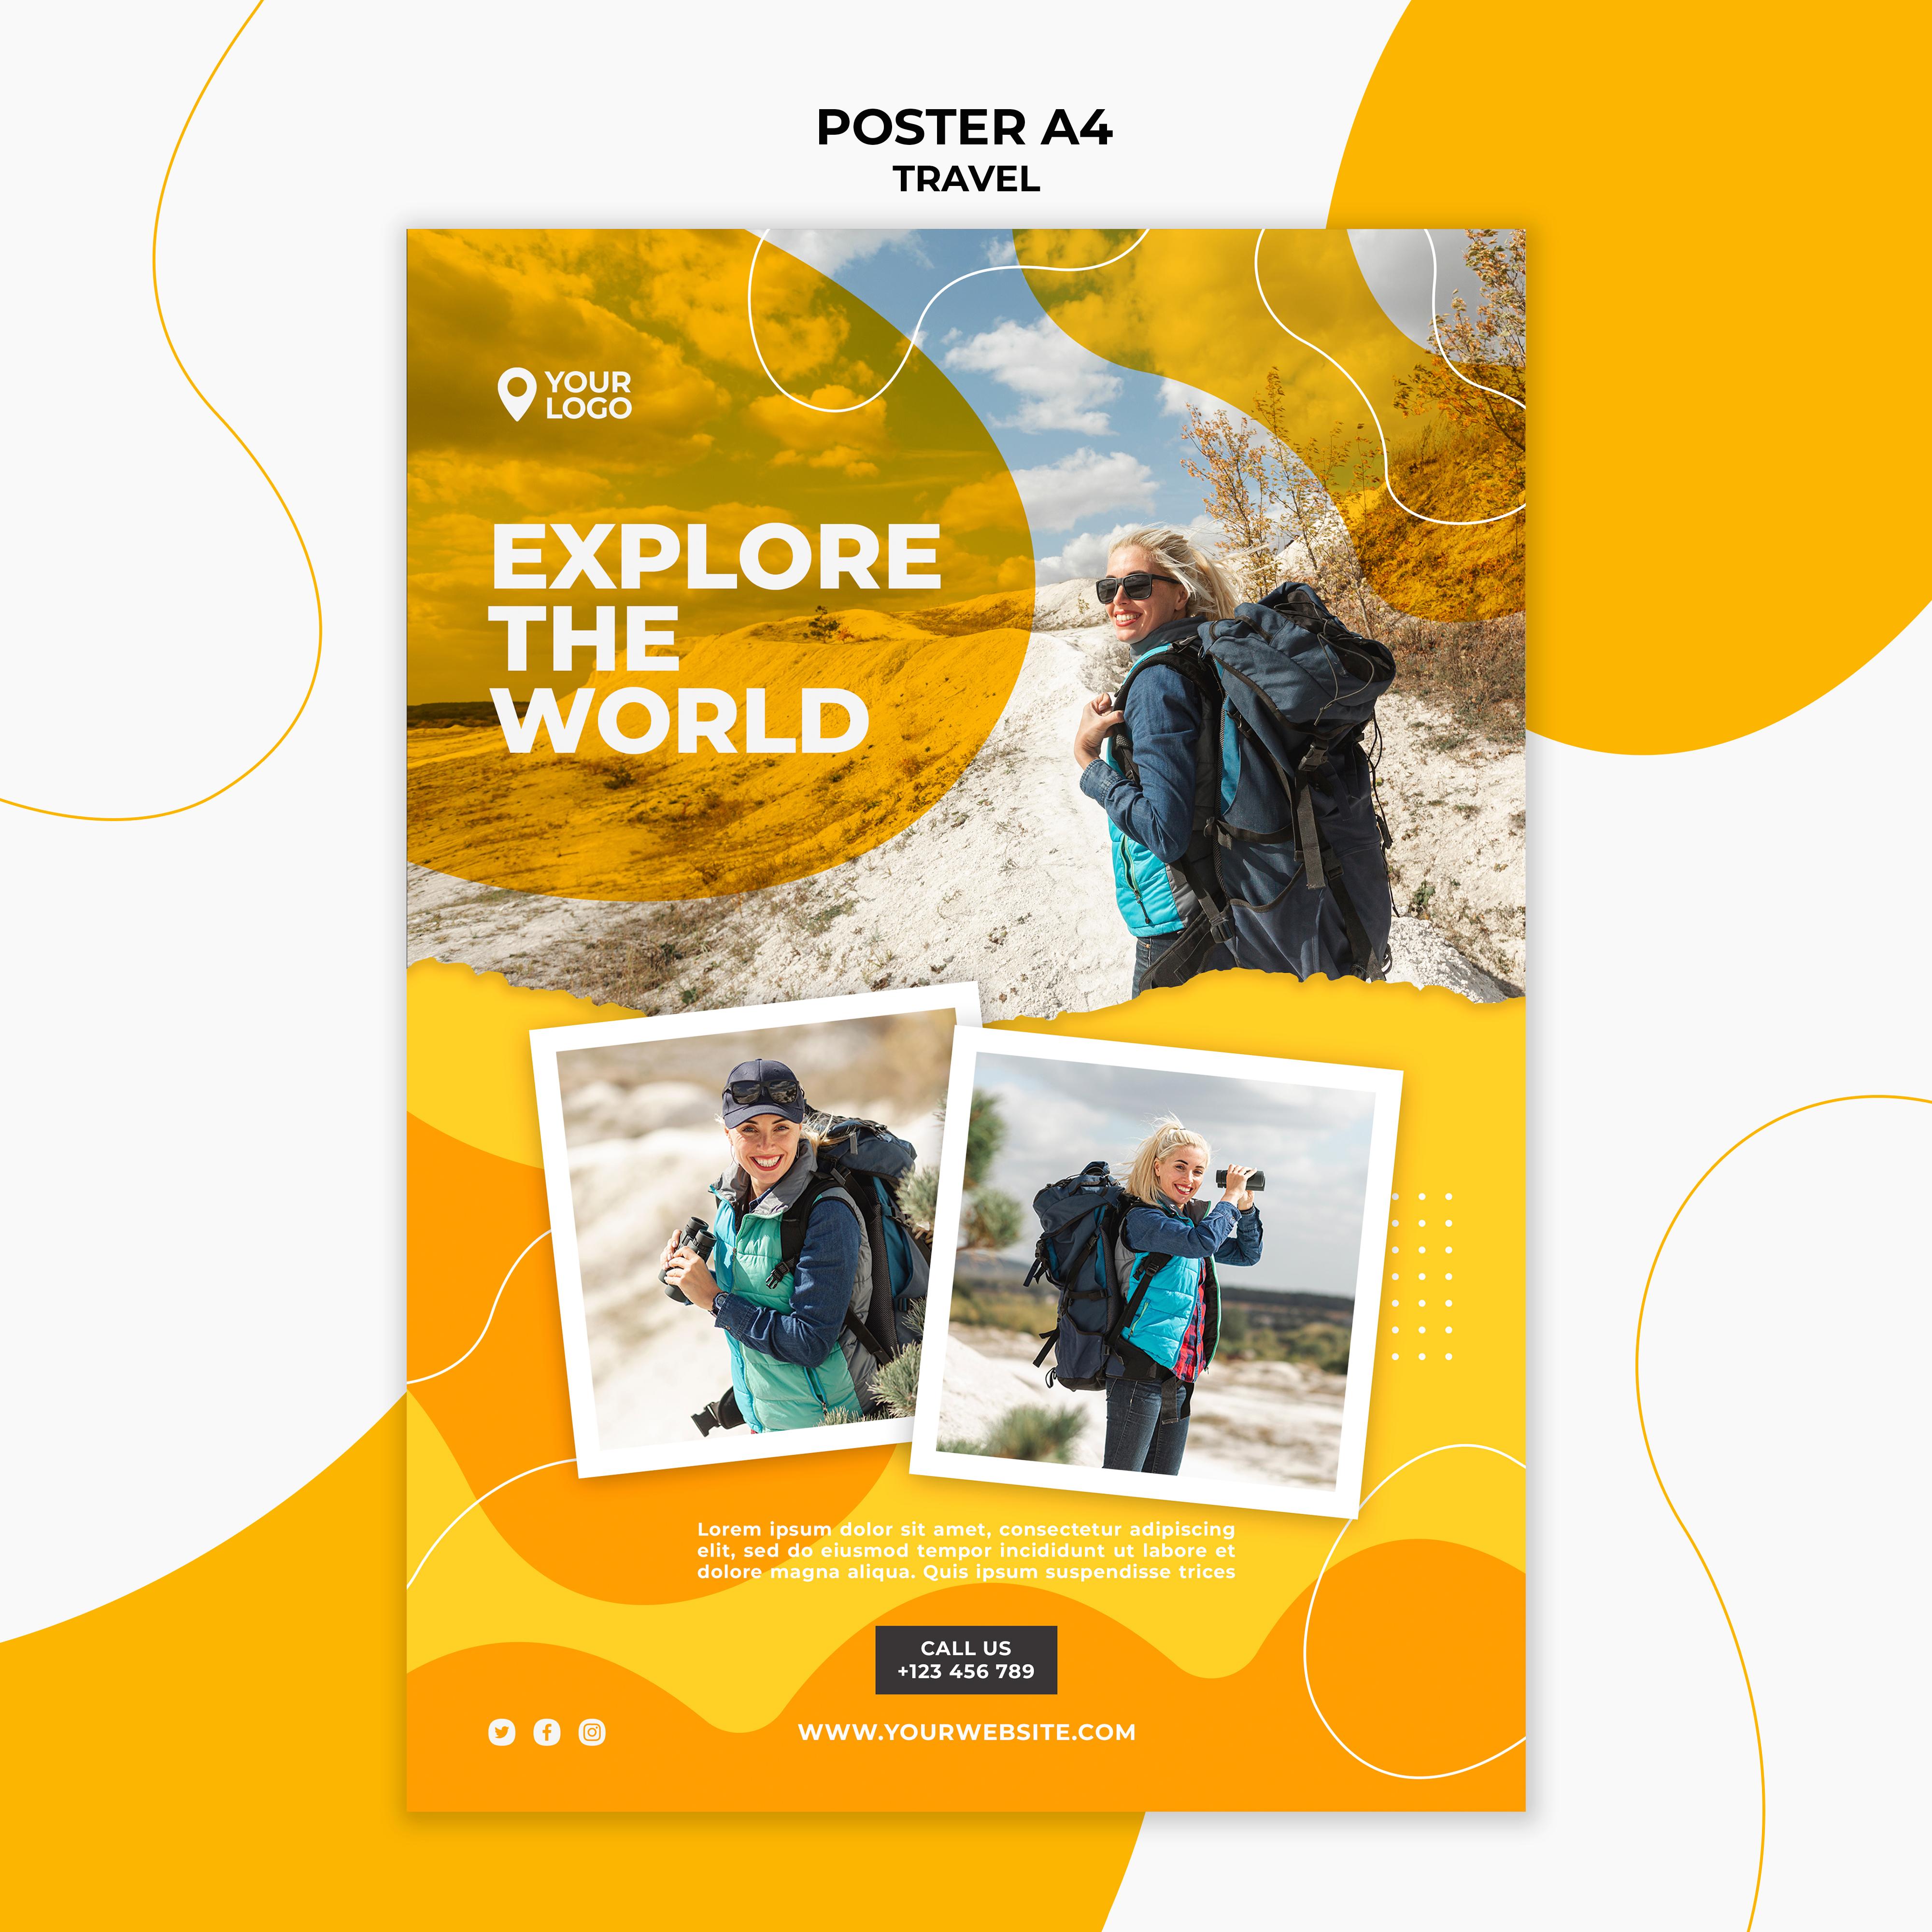 POSTER A4
TRAVEL
YOUR
LOGO
EXPLORE
THE
WORLD
Lorem ipsum dolor sit amet, consectetur adipiscing
elit, sed do eiusmod tempor incididunt ut labore et
dolore magna aliqua. Quis ipsum suspendisse trices
CALL US
+123 456 789
WWW.YOURWEBSITE.COM